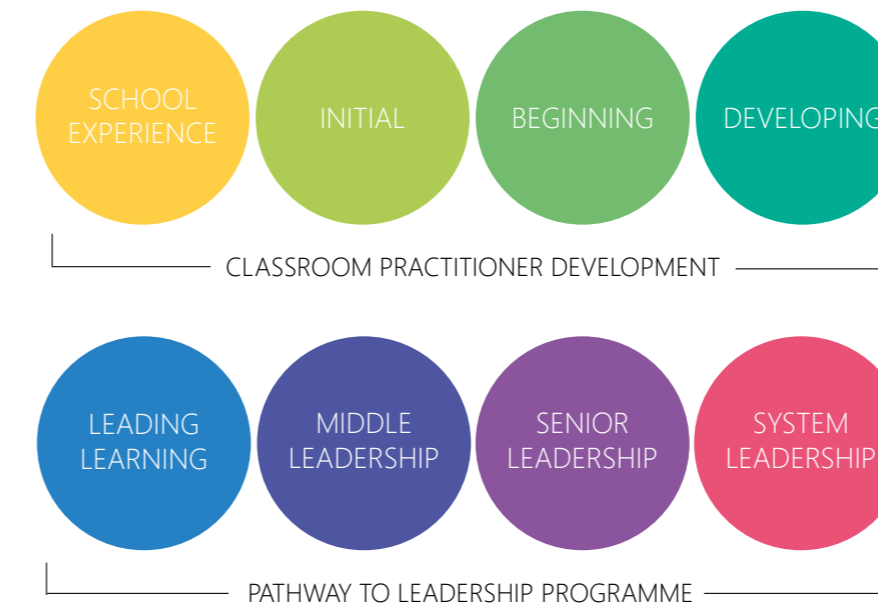 SCHOOL
EXPERIENCE
INITIAL
BEGINNING
DEVELOPING
CLASSROOM PRACTITIONER DEVELOPMENT
LEADING
LEARNING
MIDDLE
LEADERSHIP
SENIOR
LEADERSHIP
SYSTEM
LEADERSHIP
PATHWAY TO LEADERSHIP PROGRAMME